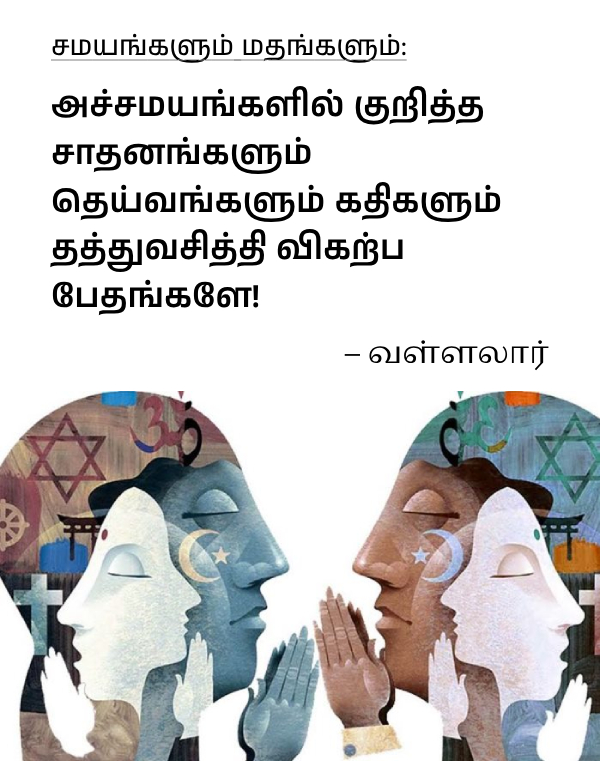 சமயங்களும் மதங்களும்:
அச்சமயங்களில் குறித்த
சாதனங்களும்
தெய்வங்களும் கதிகளும்
தத்துவசித்தி விகற்ப
பேதங்களே!
– வள்ளலார்